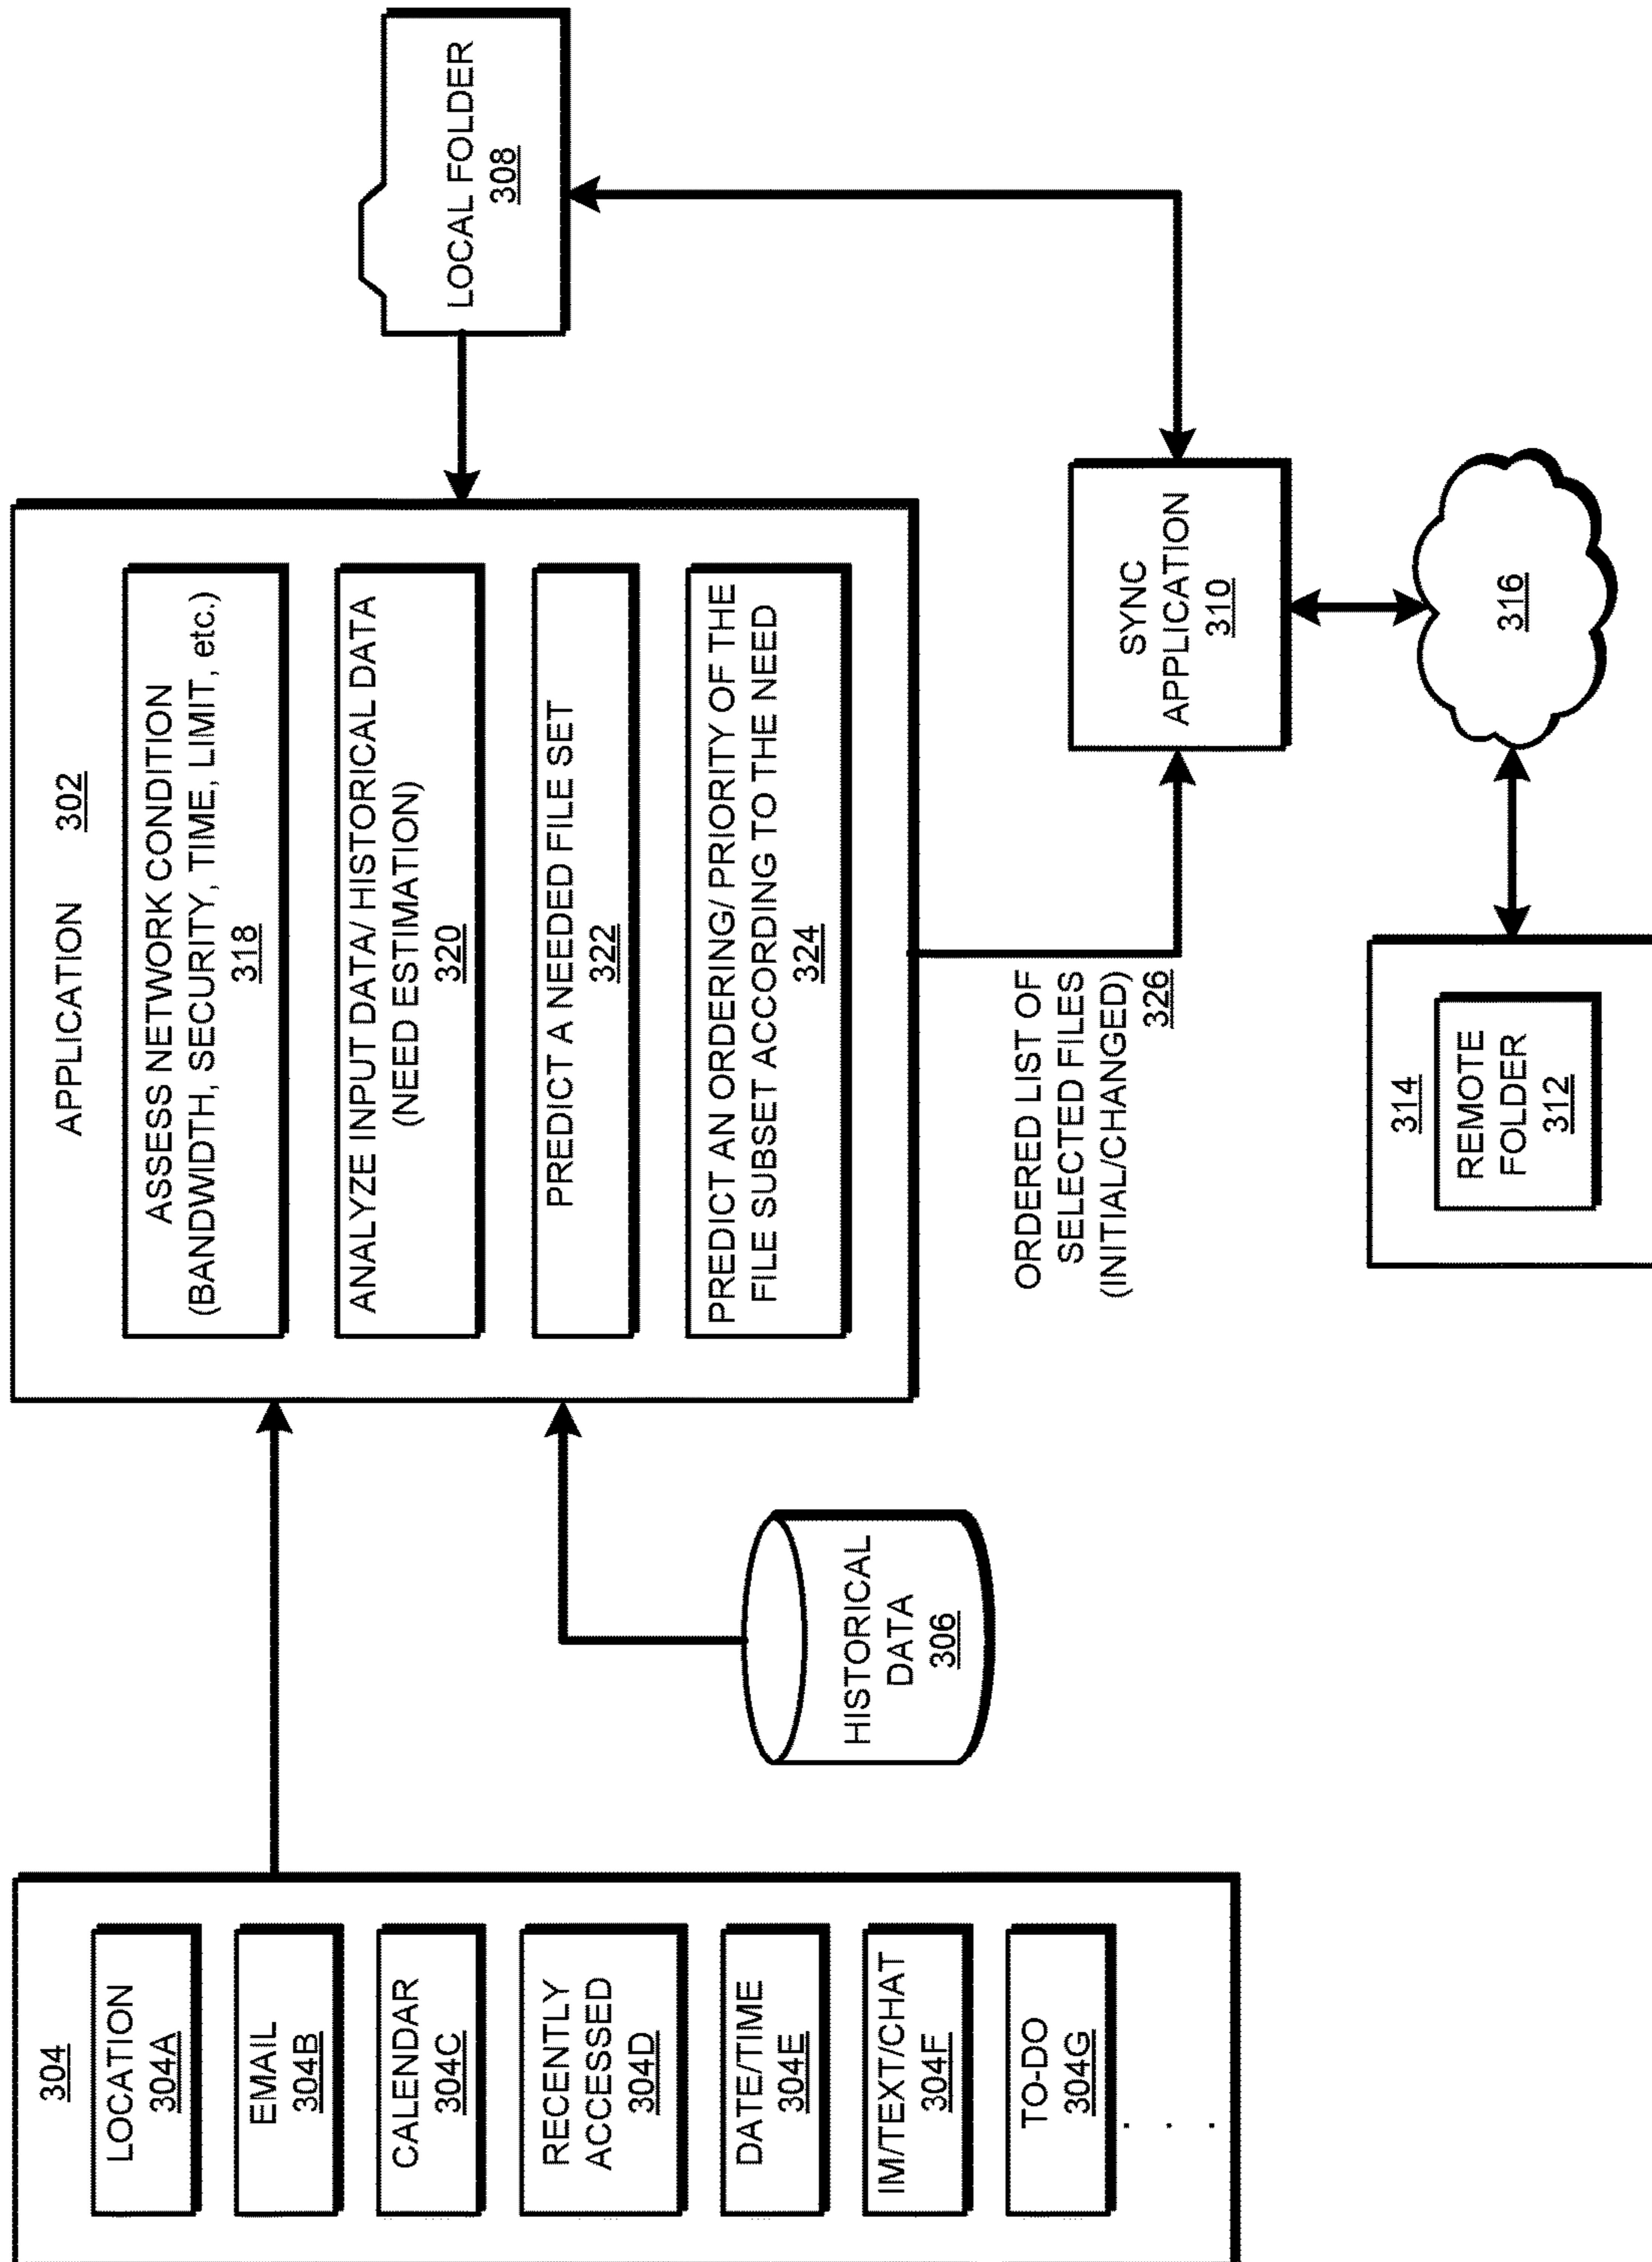 304
LOCATION
304A
EMAIL
304B
CALENDAR
304C
RECENTLY
ACCESSED
304D
DATE/TIME
304E
IM/TEXT/CHAT
304F
TO-DO
304G
. . .
HISTORICAL
DATA
306
APPLICATION 302
ASSESS NETWORK CONDITION
(BANDWIDTH, SECURITY, TIME, LIMIT, etc.)
318
ANALYZE INPUT DATA/ HISTORICAL DATA
(NEED ESTIMATION)
320
PREDICT A NEEDED FILE SET
322
PREDICT AN ORDERING/ PRIORITY OF THE
FILE SUBSET ACCORDING TO THE NEED
324
ORDERED LIST OF
SELECTED FILES
(INITIAL/CHANGED)
326
LOCAL FOLDER
308
SYNC
APPLICATION
310
316
314
REMOTE
FOLDER
312